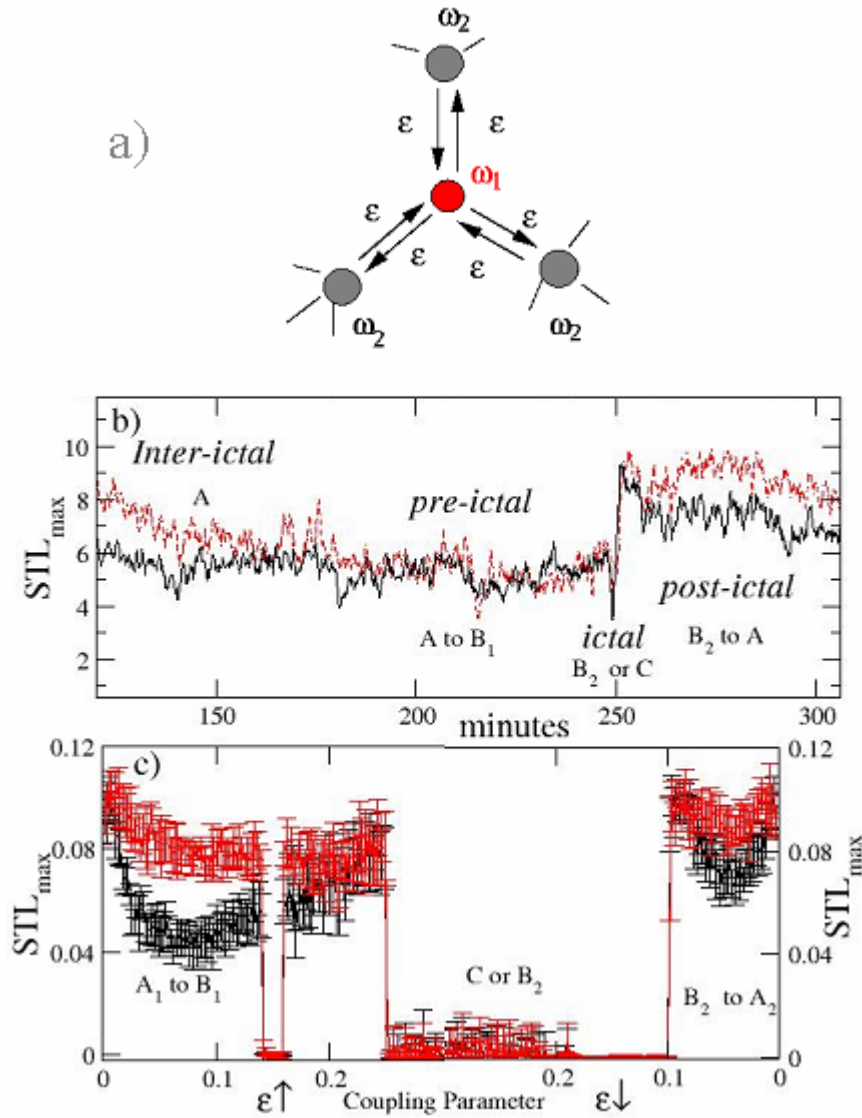 ω2
a)
ε ε
ω1
ε ε
ε ε
ω2 ω2
b)
Inter-ictal
A
pre-ictal
A to B1
ictal
B2 or C
post-ictal
B2 to A
STLmax
10
8
6
4
2
150 200 250 300
minutes
c)
0.12 0.12
0.08 0.08
0.04 0.04
0 0
STLmax STLmax
A1 to B1
C or B2
B2 to A2
0 0.1 0.2 0.2 0.1 0
ε↑ Coupling Parameter ε↓